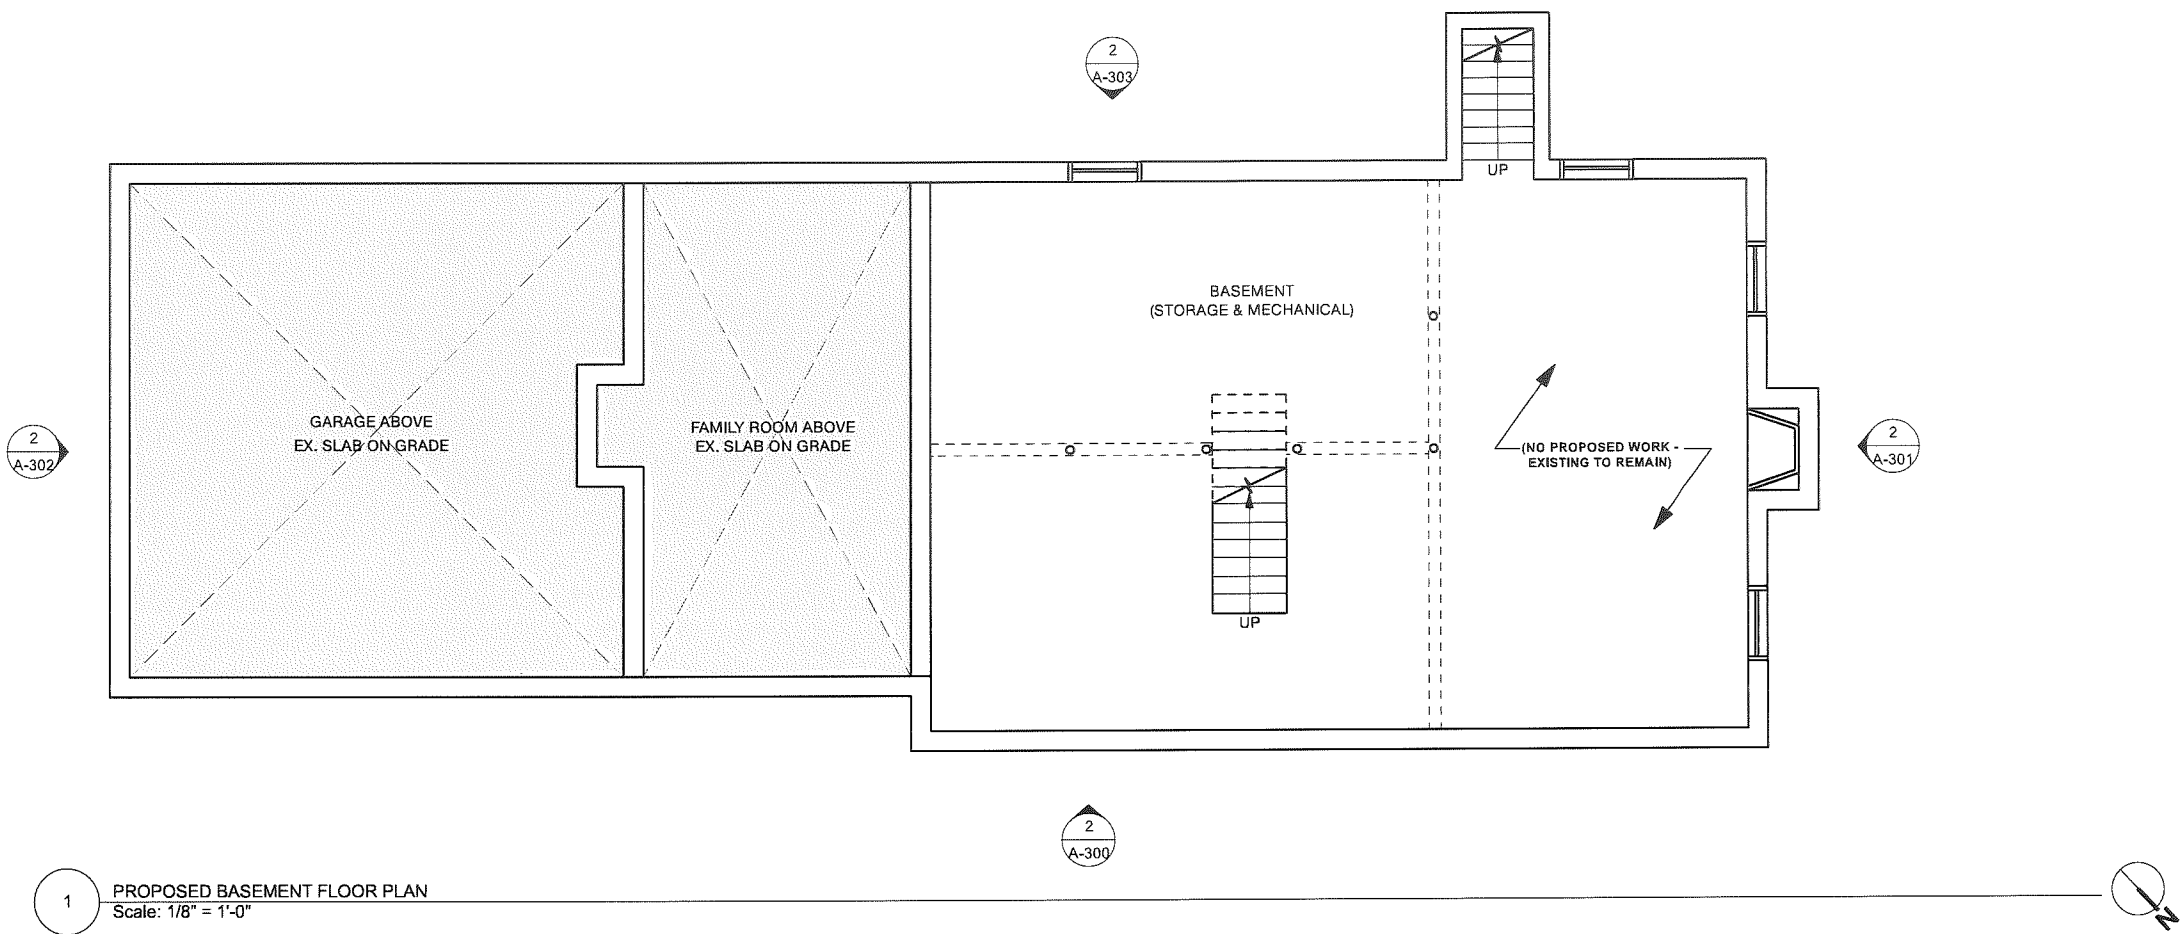 2
A-303
UP
BASEMENT
(STORAGE & MECHANICAL)
GARAGE ABOVE
EX. SLAB ON GRADE
FAMILY ROOM ABOVE
EX. SLAB ON GRADE
2
A-302
(NO PROPOSED WORK -
EXISTING TO REMAIN)
2
A-301
UP
2
A-300
1
PROPOSED BASEMENT FLOOR PLAN
Scale: 1/8" = 1'-0"
N